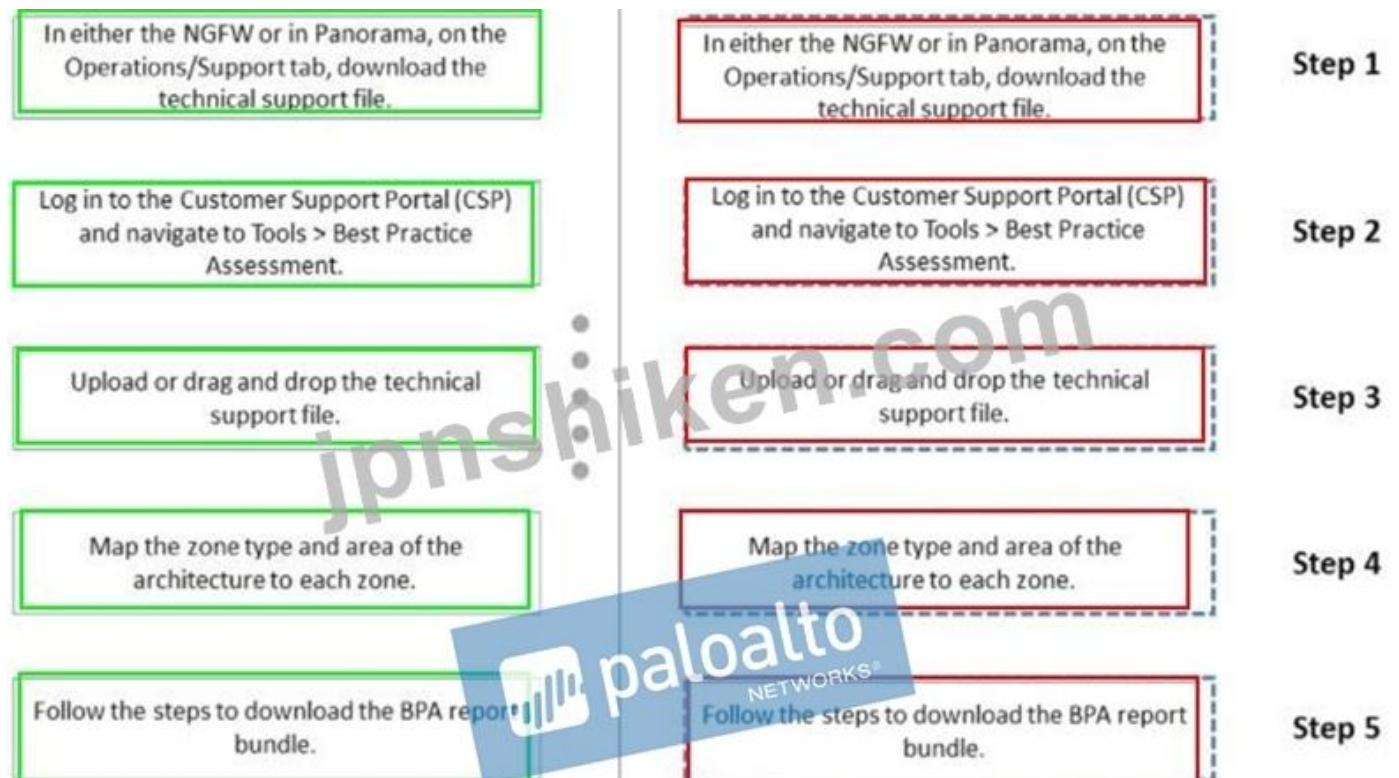 In either the NGFW or in Panorama, on the
Operations/Support tab, download the
technical support file.
Log in to the Customer Support Portal (CSP)
and navigate to Tools > Best Practice
Assessment.
Upload or drag and drop the technical
support file.
Map the zone type and area of the
architecture to each zone.
Follow the steps to download the BPA report
bundle.
In either the NGFW or in Panorama, on the
Operations/Support tab, download the
technical support file.
Step 1
Log in to the Customer Support Portal (CSP)
and navigate to Tools > Best Practice
Assessment.
Step 2
Upload or drag and drop the technical
support file.
Step 3
Map the zone type and area of the
architecture to each zone.
Step 4
Follow the steps to download the BPA report
bundle.
Step 5
jpnshiken.com
paloalto
NETWORKS®